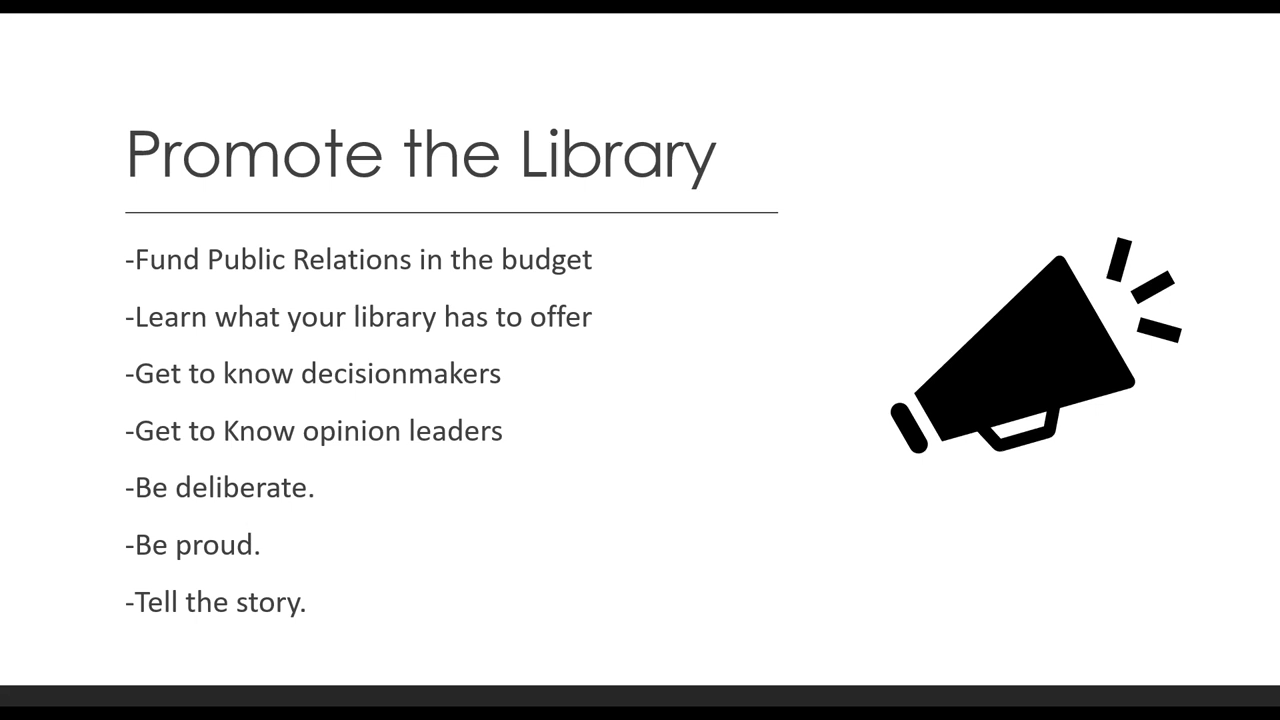 Promote the Library
-Fund Public Relations in the budget
-Learn what your library has to offer
-Get to know decisionmakers
-Get to Know opinion leaders
-Be deliberate.
-Be proud.
-Tell the story.